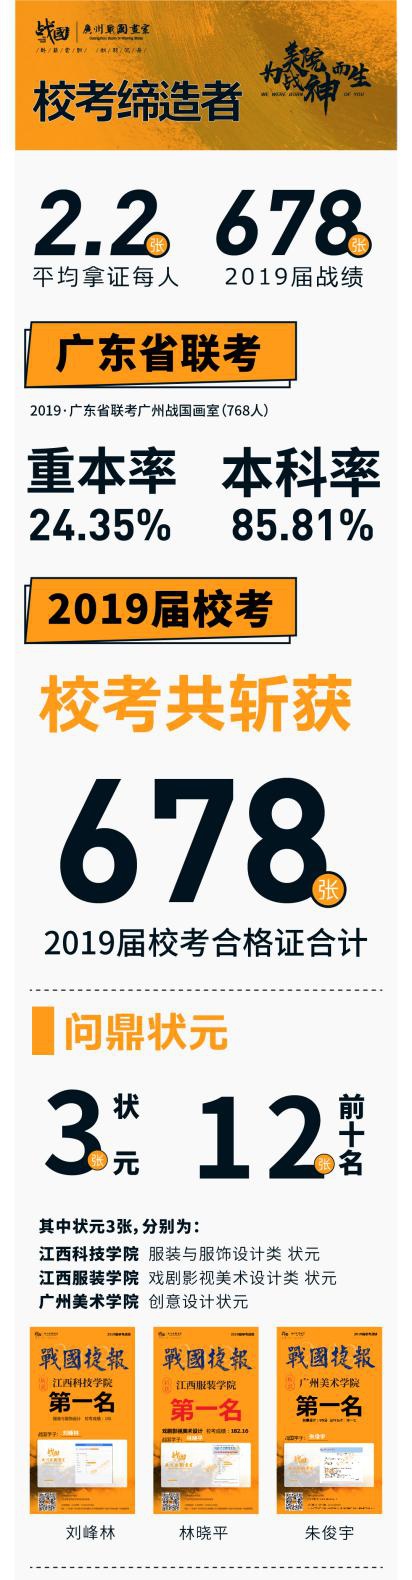 战国 廣州戰國畫室
美院
为战神而生
WE WERE BORN OF YOU
校考缔造者
2.2张 678张
平均拿证每人 2019届战绩
广东省联考
2019·广东省联考广州战国画室(768人)
重本率 本科率
24.35% 85.81%
2019届校考
校考共斩获
678张
2019届校考合格证合计
问鼎状元
3张状元 12张前十名
其中状元3张,分别为:
江西科技学院 服装与服饰设计类 状元
江西服装学院 戏剧影视美术设计类 状元
广州美术学院 创意设计状元
戰國捷報 戰國捷報 戰國捷報
江西科技学院 江西服装学院 广州美术学院
第一名 第一名 第一名
刘峰林 林晓平 朱俊宇